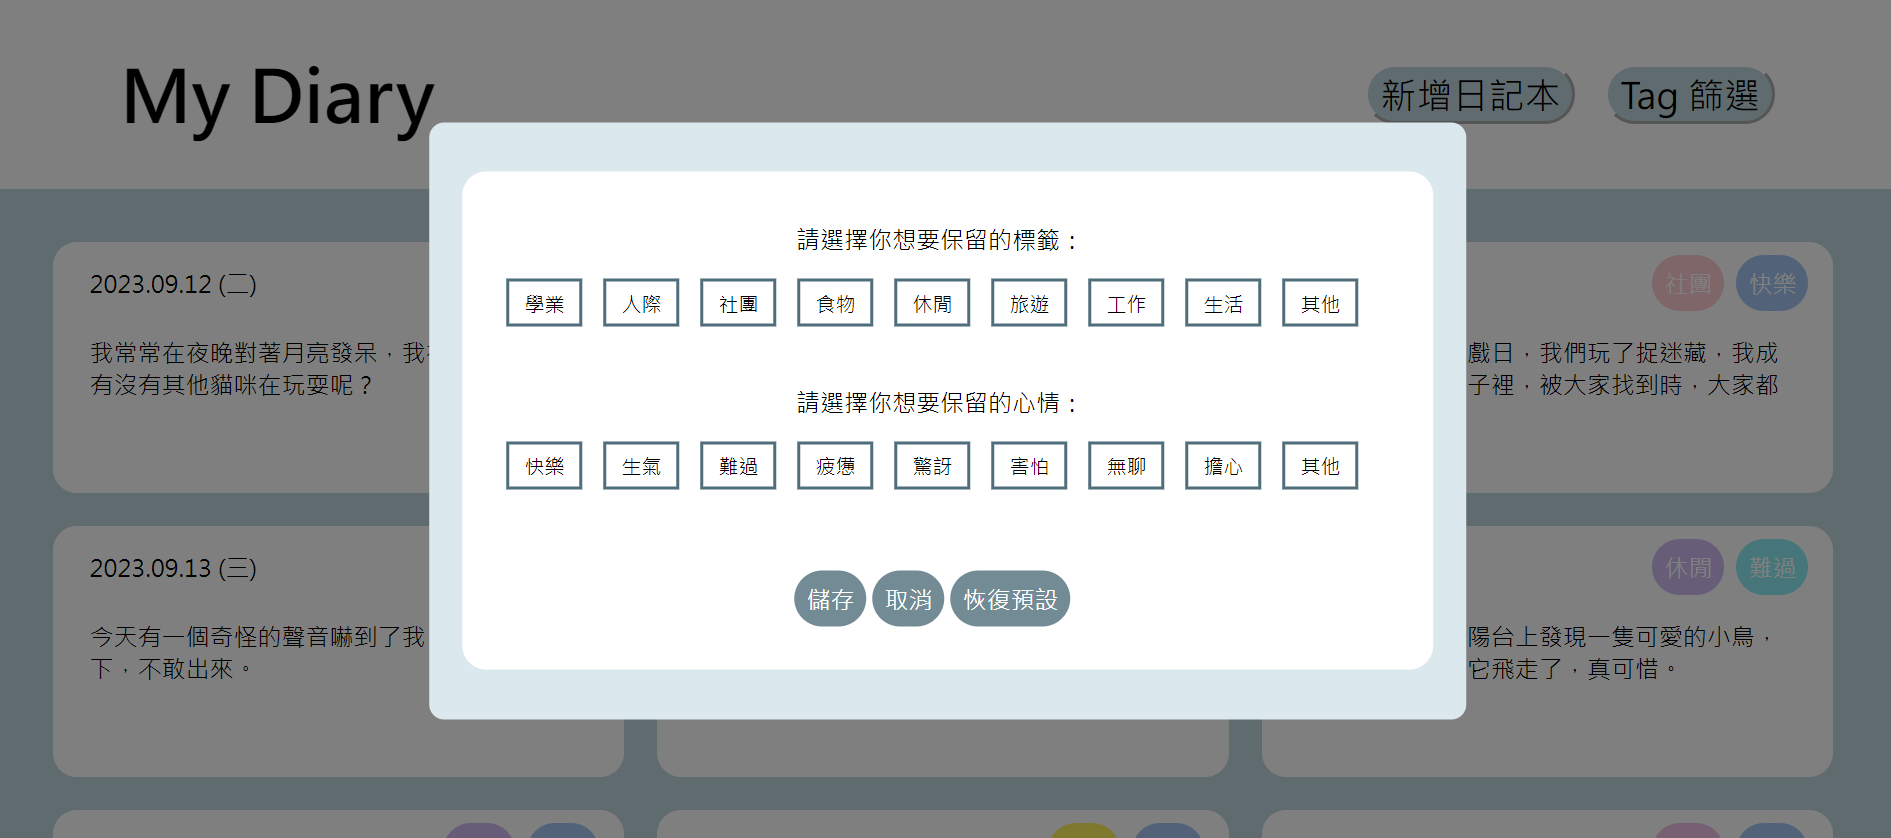 My Diary
新增日記本
Tag 篩選
請選擇你想要保留的標籤：
學業 人際 社團 食物 休閒 旅遊 工作 生活 其他
請選擇你想要保留的心情：
快樂 生氣 難過 疲憊 驚訝 害怕 無聊 擔心 其他
儲存 取消 恢復預設
2023.09.12 (二)
我常常在夜晚對著月亮發呆，我
有沒有其他貓咪在玩耍呢？
社團 快樂
戲日，我們玩了捉迷藏，我成
子裡，被大家找到時，大家都
2023.09.13 (三)
今天有一個奇怪的聲音嚇到了我
下，不敢出來。
休閒 難過
陽台上發現一隻可愛的小鳥，
它飛走了，真可惜。